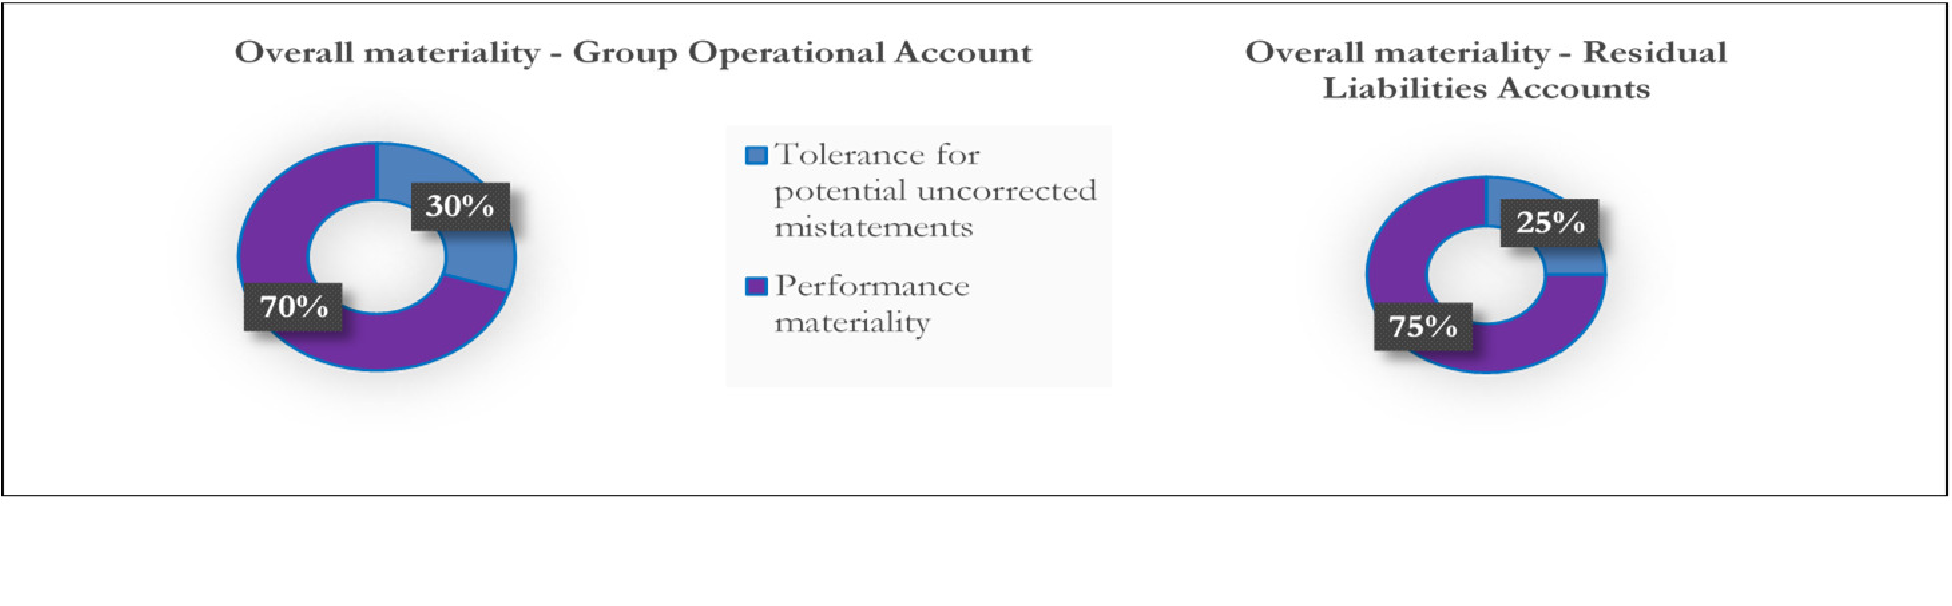 Overall materiality - Group Operational Account
30%
70%
Tolerance for
potential uncorrected
mistatements
Performance
materiality
Overall materiality - Residual
Liabilities Accounts
25%
75%